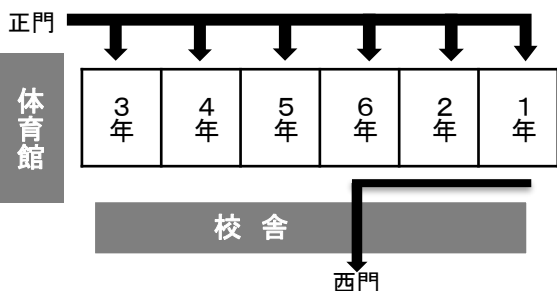 正門
体育館
３年
４年
５年
６年
２年
１年
校舎
西門